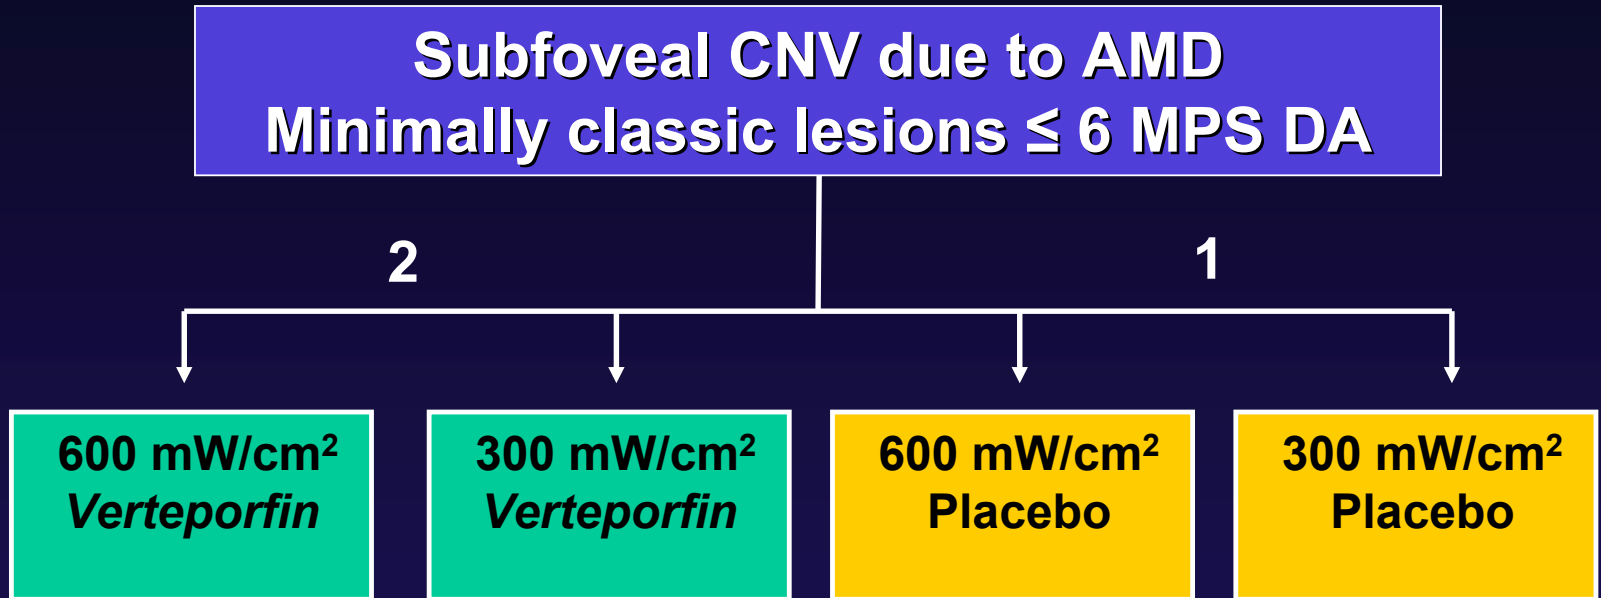 Subfoveal CNV due to AMD
Minimally classic lesions ≤ 6 MPS DA
2 1
600 mW/cm²
Verteporfin
300 mW/cm²
Verteporfin
600 mW/cm²
Placebo
300 mW/cm²
Placebo